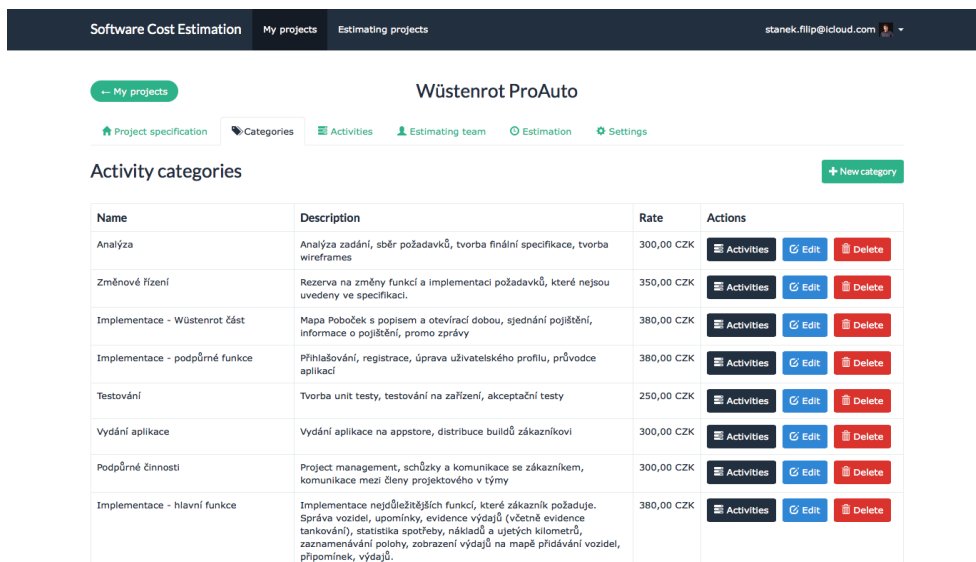 Software Cost Estimation My projects Estimating projects stanek.filip@icloud.com
← My projects
Wüstenrot ProAuto
Project specification Categories Activities Estimating team Estimation Settings
Activity categories
New category
Name Description Rate Actions
Analýza Analýza zadání, sběr požadavků, tvorba finální specifikace, tvorba 300,00 CZK Activities Edit Delete
wireframes
Změnové řízení Rezerva na změny funkcí a implementaci požadavků, které nejsou 350,00 CZK Activities Edit Delete
uvedeny ve specifikaci.
Implementace - Wüstenrot část Mapa Poboček s popisem a otevírací dobou, sjednání pojištění, 380,00 CZK Activities Edit Delete
informace o pojištění, promo zprávy
Implementace - podpůrné funkce Přihlašování, registrace, úprava uživatelského profilu, průvodce 380,00 CZK Activities Edit Delete
aplikací
Testování Tvorba unit testy, testování na zařízení, akceptační testy 250,00 CZK Activities Edit Delete
Vydání aplikace Vydání aplikace na appstore, distribuce buildů zákazníkovi 300,00 CZK Activities Edit Delete
Podpůrné činnosti Project management, schůzky a komunikace se zákazníkem, 300,00 CZK Activities Edit Delete
komunikace mezi členy projektového v týmy
Implementace - hlavní funkce Implementace nejdůležitějších funkcí, které zákazník požaduje. 380,00 CZK Activities Edit Delete
Správa vozidel, upomínky, evidence výdajů (včetně evidence
tankování), statistika spotřeby, nákladů a ujetých kilometrů,
zaznamenávání polohy, zobrazení výdajů na mapě přidávání vozidel,
připomínek, výdajů.